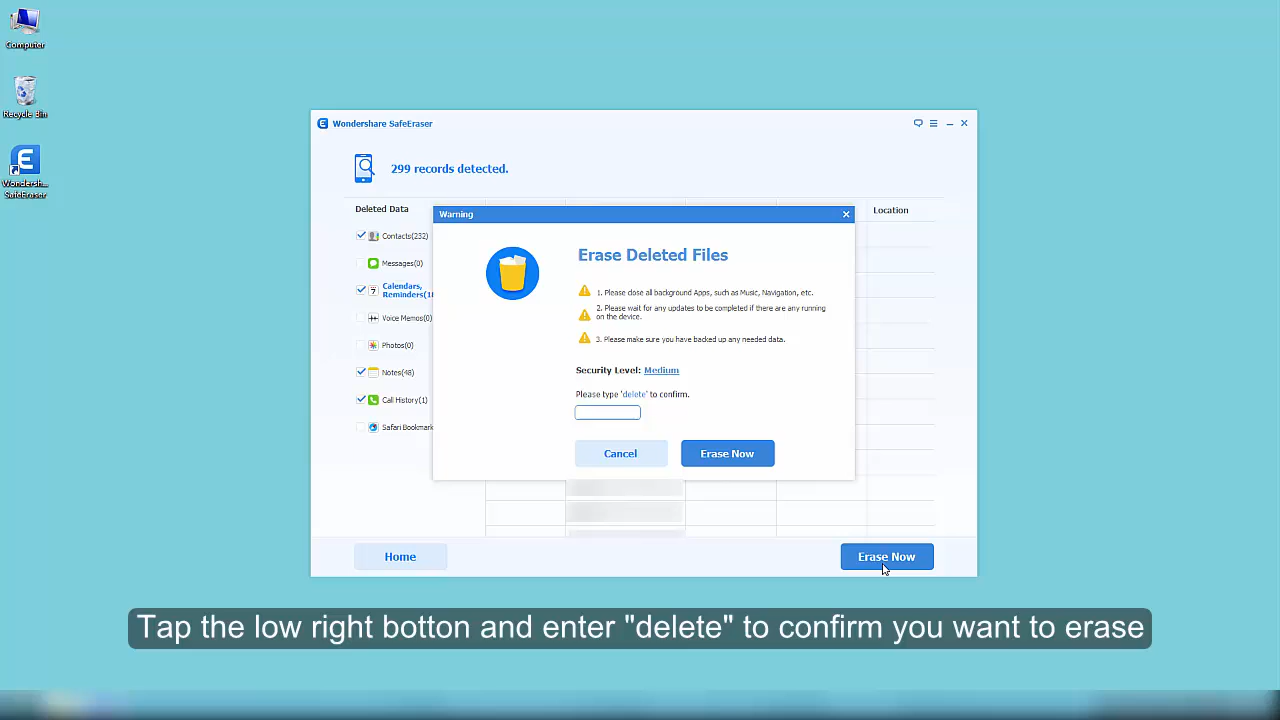 Computer
Recycle Bin
Wondersh...
SafeEraser
Wondershare SafeEraser
299 records detected.
Deleted Data
Location
Contacts(232)
Messages(0)
Calendars,
Reminders(18
Voice Memos(0)
Photos(0)
Notes(48)
Call History(1)
Safari Bookmark
Warning
Erase Deleted Files
1. Please close all background Apps, such as Music, Navigation, etc.
2. Please wait for any updates to be completed if there are any running
on the device.
3. Please make sure you have backed up any needed data.
Security Level: Medium
Please type 'delete' to confirm.
Cancel
Erase Now
Home
Erase Now
Tap the low right botton and enter "delete" to confirm you want to erase